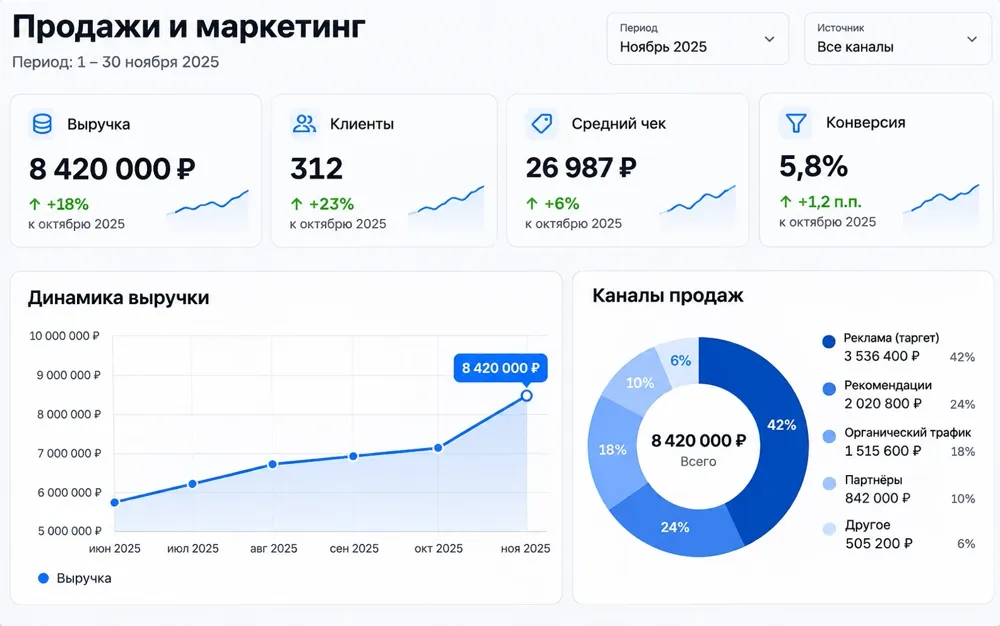 Продажи и маркетинг
Период: 1 – 30 ноября 2025
Период
Ноябрь 2025
Источник
Все каналы
Выручка
8 420 000 ₽
↑ +18%
к октябрю 2025
Клиенты
312
↑ +23%
к октябрю 2025
Средний чек
26 987 ₽
↑ +6%
к октябрю 2025
Конверсия
5,8%
↑ +1,2 п.п.
к октябрю 2025
Динамика выручки
10 000 000 ₽
9 000 000 ₽
8 000 000 ₽
7 000 000 ₽
6 000 000 ₽
5 000 000 ₽
8 420 000 ₽
июн 2025
июл 2025
авг 2025
сен 2025
окт 2025
ноя 2025
Выручка
Каналы продаж
6%
10%
18%
24%
42%
8 420 000 ₽
Всего
Реклама (таргет)
3 536 400 ₽ 42%
Рекомендации
2 020 800 ₽ 24%
Органический трафик
1 515 600 ₽ 18%
Партнёры
842 000 ₽ 10%
Другое
505 200 ₽ 6%